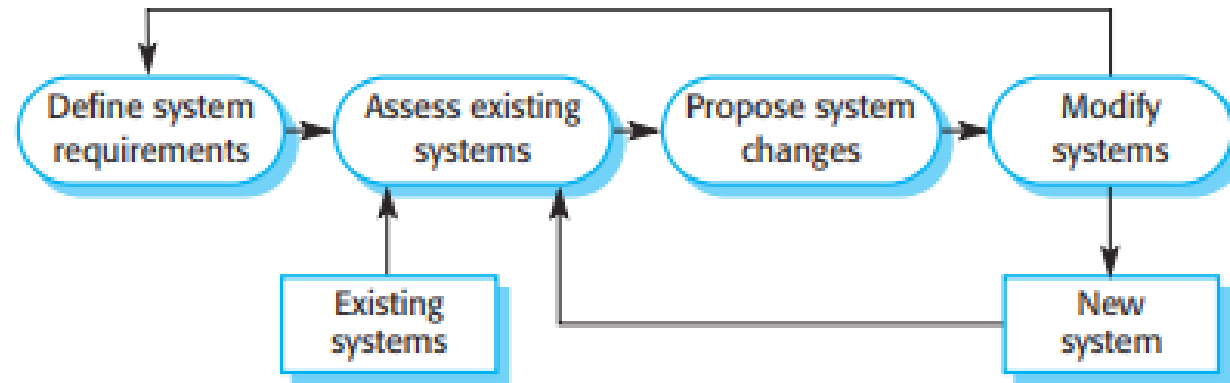 Define system
requirements
Assess existing
systems
Propose system
changes
Modify
systems
Existing
systems
New
system